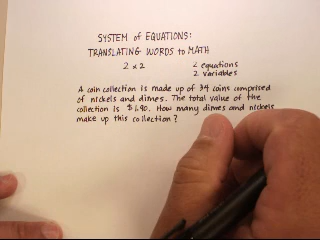 SYSTEM of EQUATIONS:
TRANSLATING WORDS to MATH
2 x 2 2 equations
2 variables
A coin collection is made up of 34 coins comprised
of nickels and dimes. The total value of the
collection is $1.90. How many dimes and nickels
make up this collection?